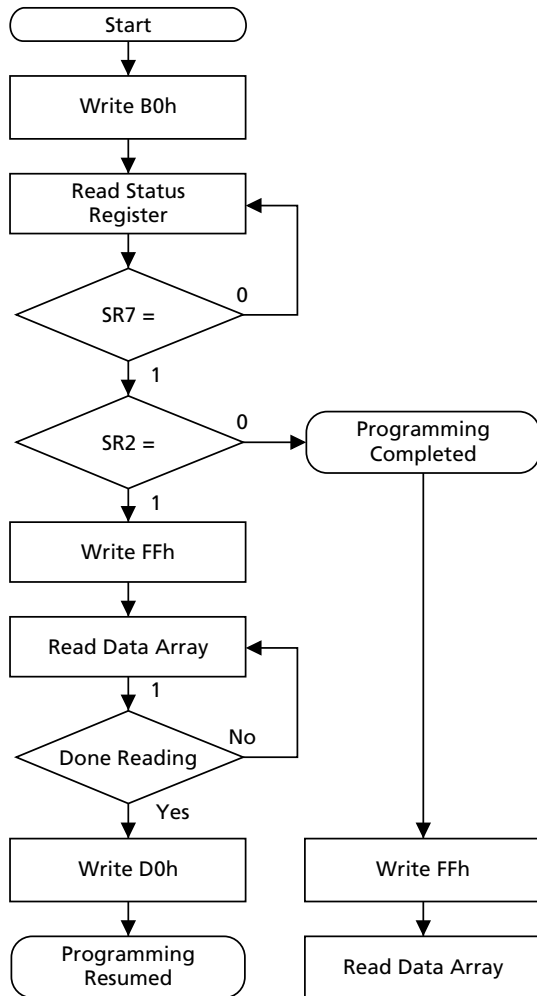 Start
Write B0h
Read Status
Register
0
SR7 =
1
0
SR2 =
Programming
Completed
1
Write FFh
Read Data Array
1
No
Done Reading
Yes
Write D0h
Write FFh
Programming
Resumed
Read Data Array